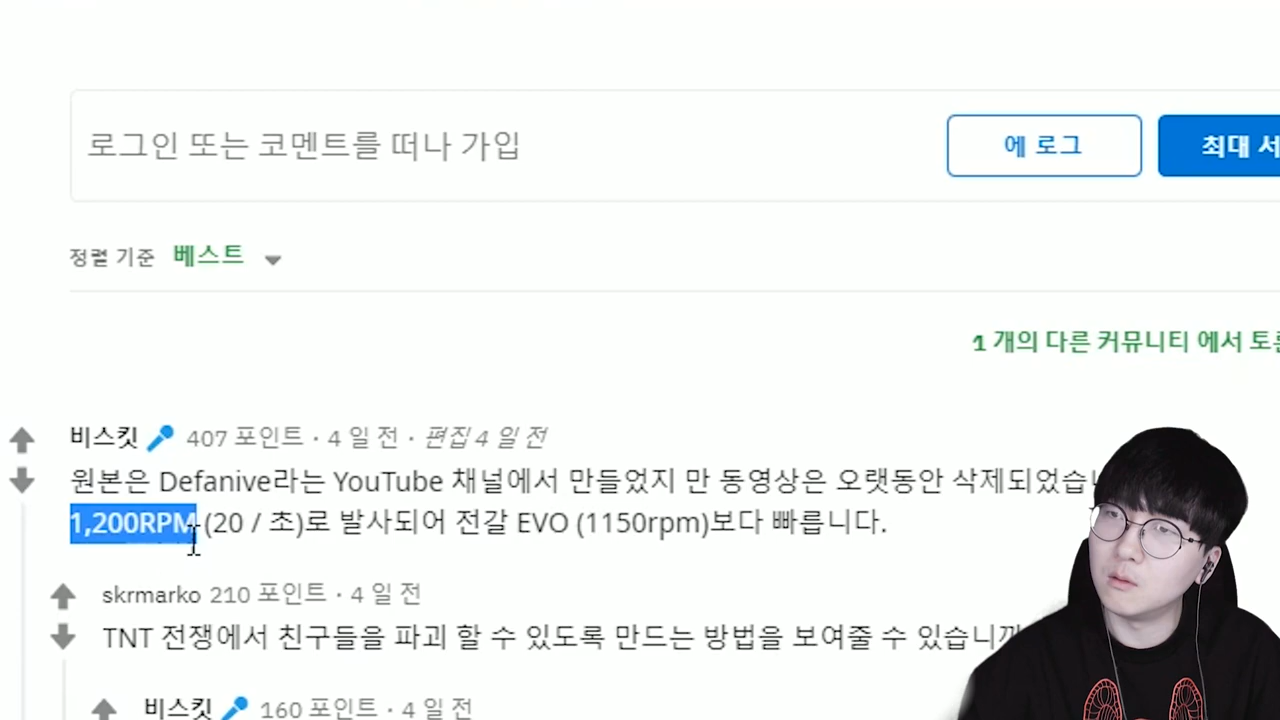 로그인 또는 코멘트를 떠나 가입
에 로그
최대 서
정렬 기준 베스트
1 개의 다른 커뮤니티 에서 토론
비스킷 407 포인트 · 4 일 전 · 편집 4 일 전
원본은 Defanive라는 YouTube 채널에서 만들었지 만 동영상은 오랫동안 삭제되었습니
1,200RPM (20 / 초)로 발사되어 전갈 EVO (1150rpm)보다 빠릅니다.
skrmarko 210 포인트 · 4 일 전
TNT 전쟁에서 친구들을 파괴 할 수 있도록 만드는 방법을 보여줄 수 있습니까
비스킷 160 포인트 · 4 일 전